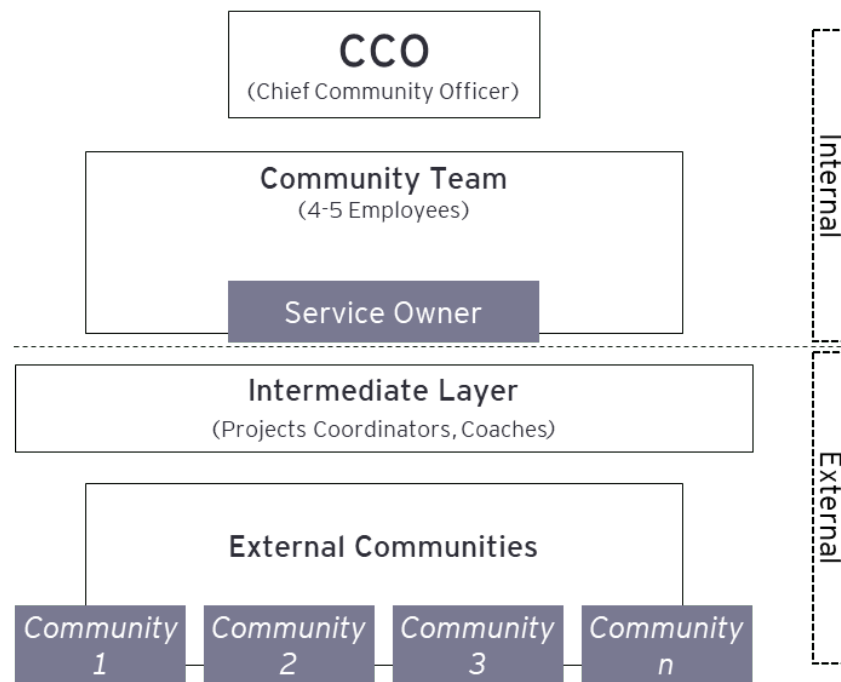 CCO
(Chief Community Officer)
Community Team
(4-5 Employees)
Service Owner
Internal
Intermediate Layer
(Projects Coordinators, Coaches)
External Communities
External
Community
1
Community
2
Community
3
Community
n